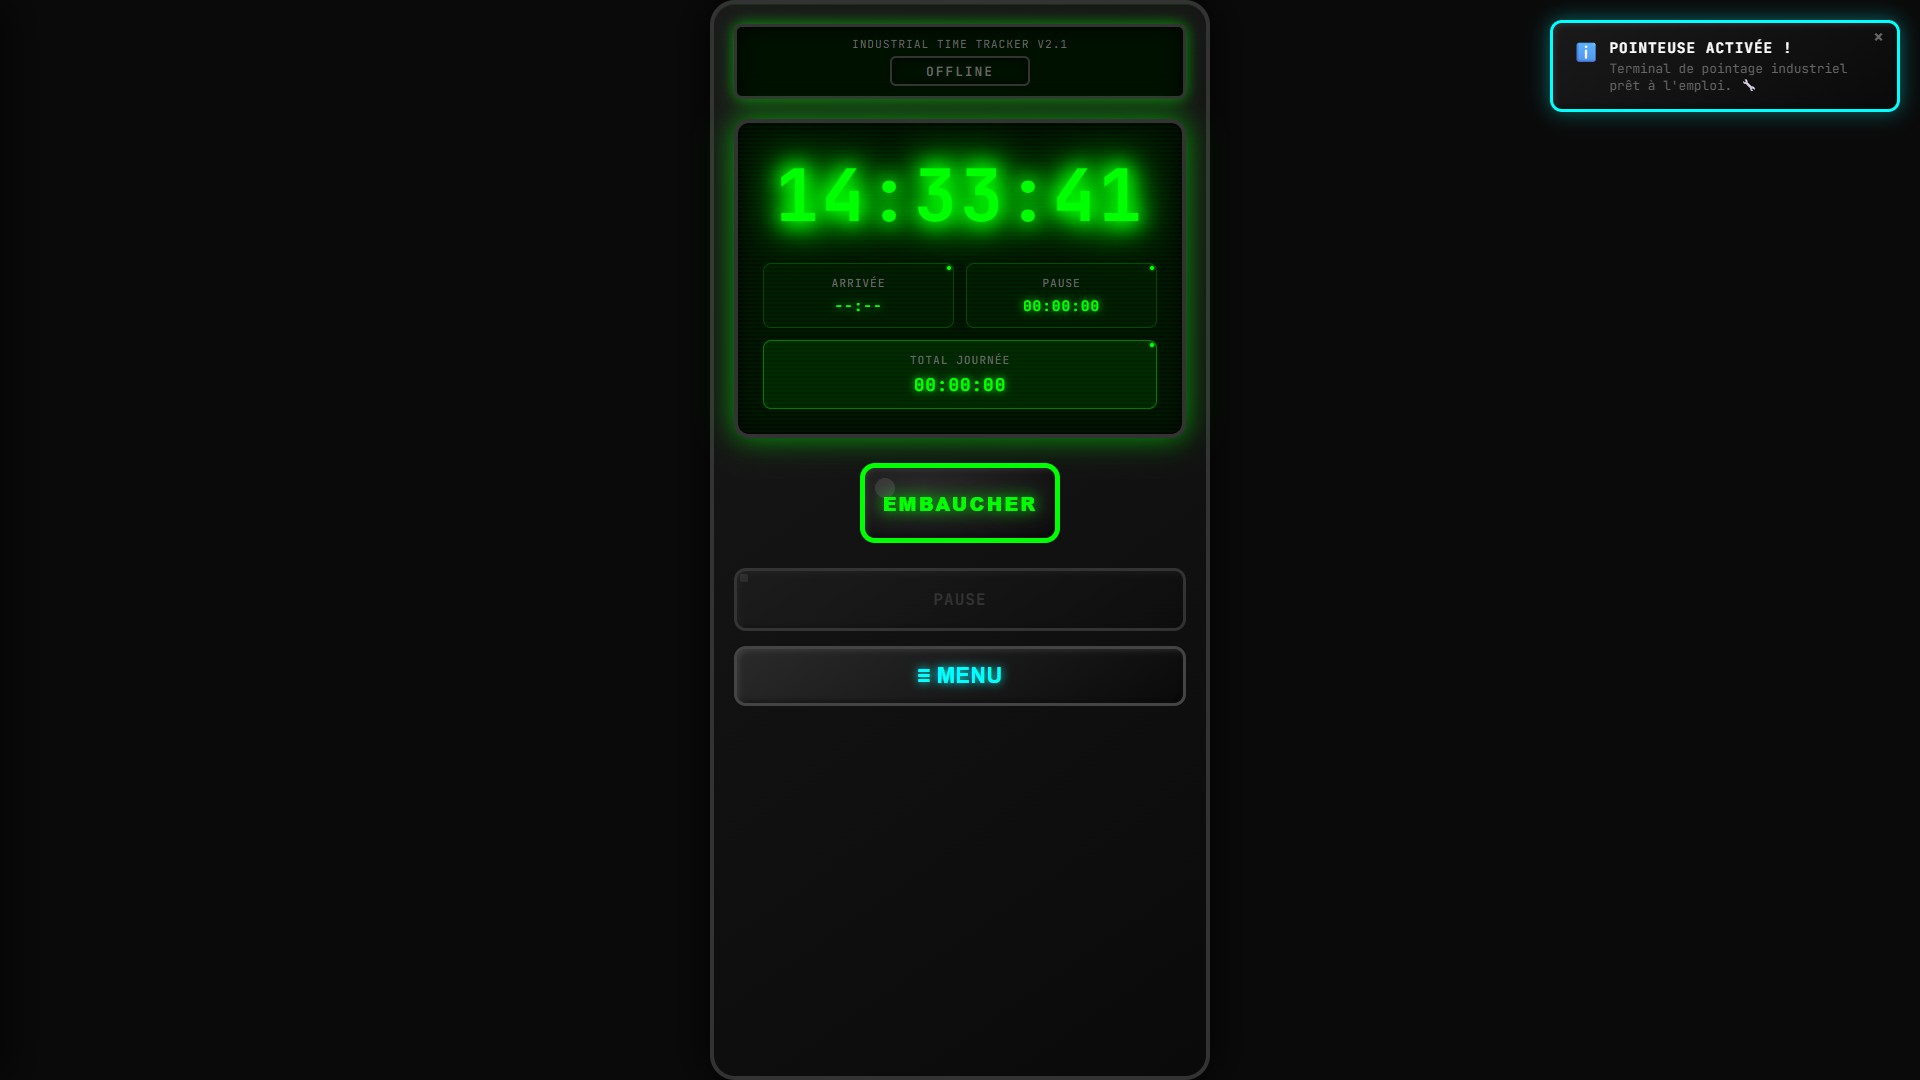 INDUSTRIAL TIME TRACKER V2.1
OFFLINE
14:33:41
ARRIVÉE
--:--
PAUSE
00:00:00
TOTAL JOURNÉE
00:00:00
EMBAUCHER
PAUSE
≡ MENU
POINTEUSE ACTIVÉE !
×
Terminal de pointage industriel
prêt à l'emploi. 🔧